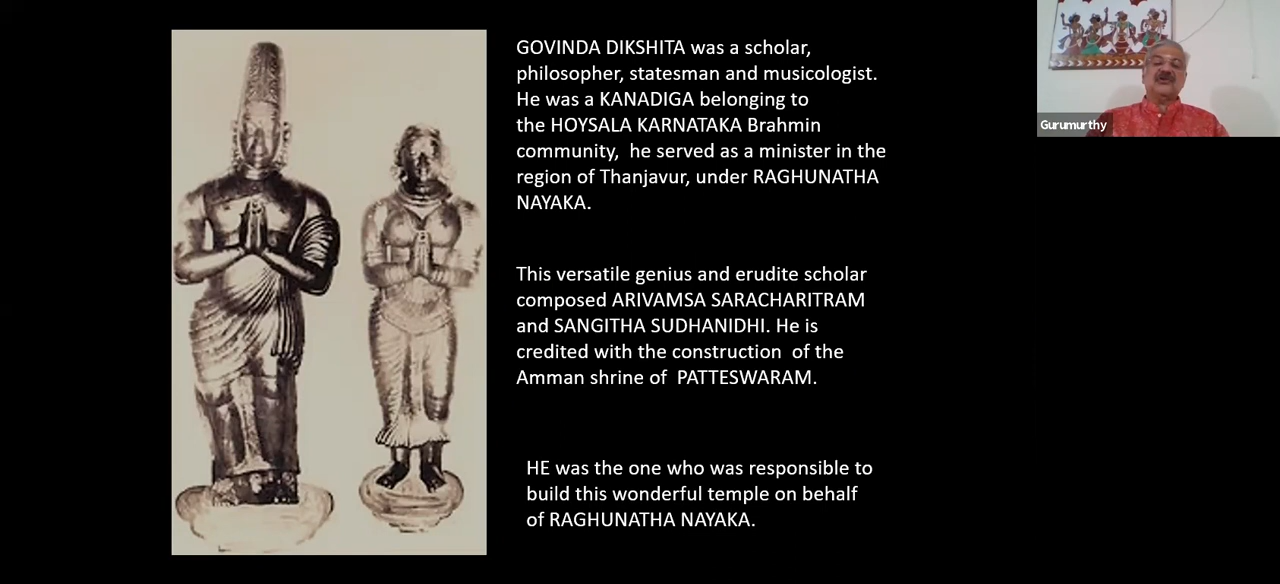 GOVINDA DIKSHITA was a scholar,
philosopher, statesman and musicologist.
He was a KANADIGA belonging to
the HOYSALA KARNATAKA Brahmin
community, he served as a minister in the
region of Thanjavur, under RAGHUNATHA
NAYAKA.
This versatile genius and erudite scholar
composed ARIVAMSA SARACHARITRAM
and SANGITHA SUDHANIDHI. He is
credited with the construction of the
Amman shrine of PATTESWARAM.
HE was the one who was responsible to
build this wonderful temple on behalf
of RAGHUNATHA NAYAKA.
Gurumurthy